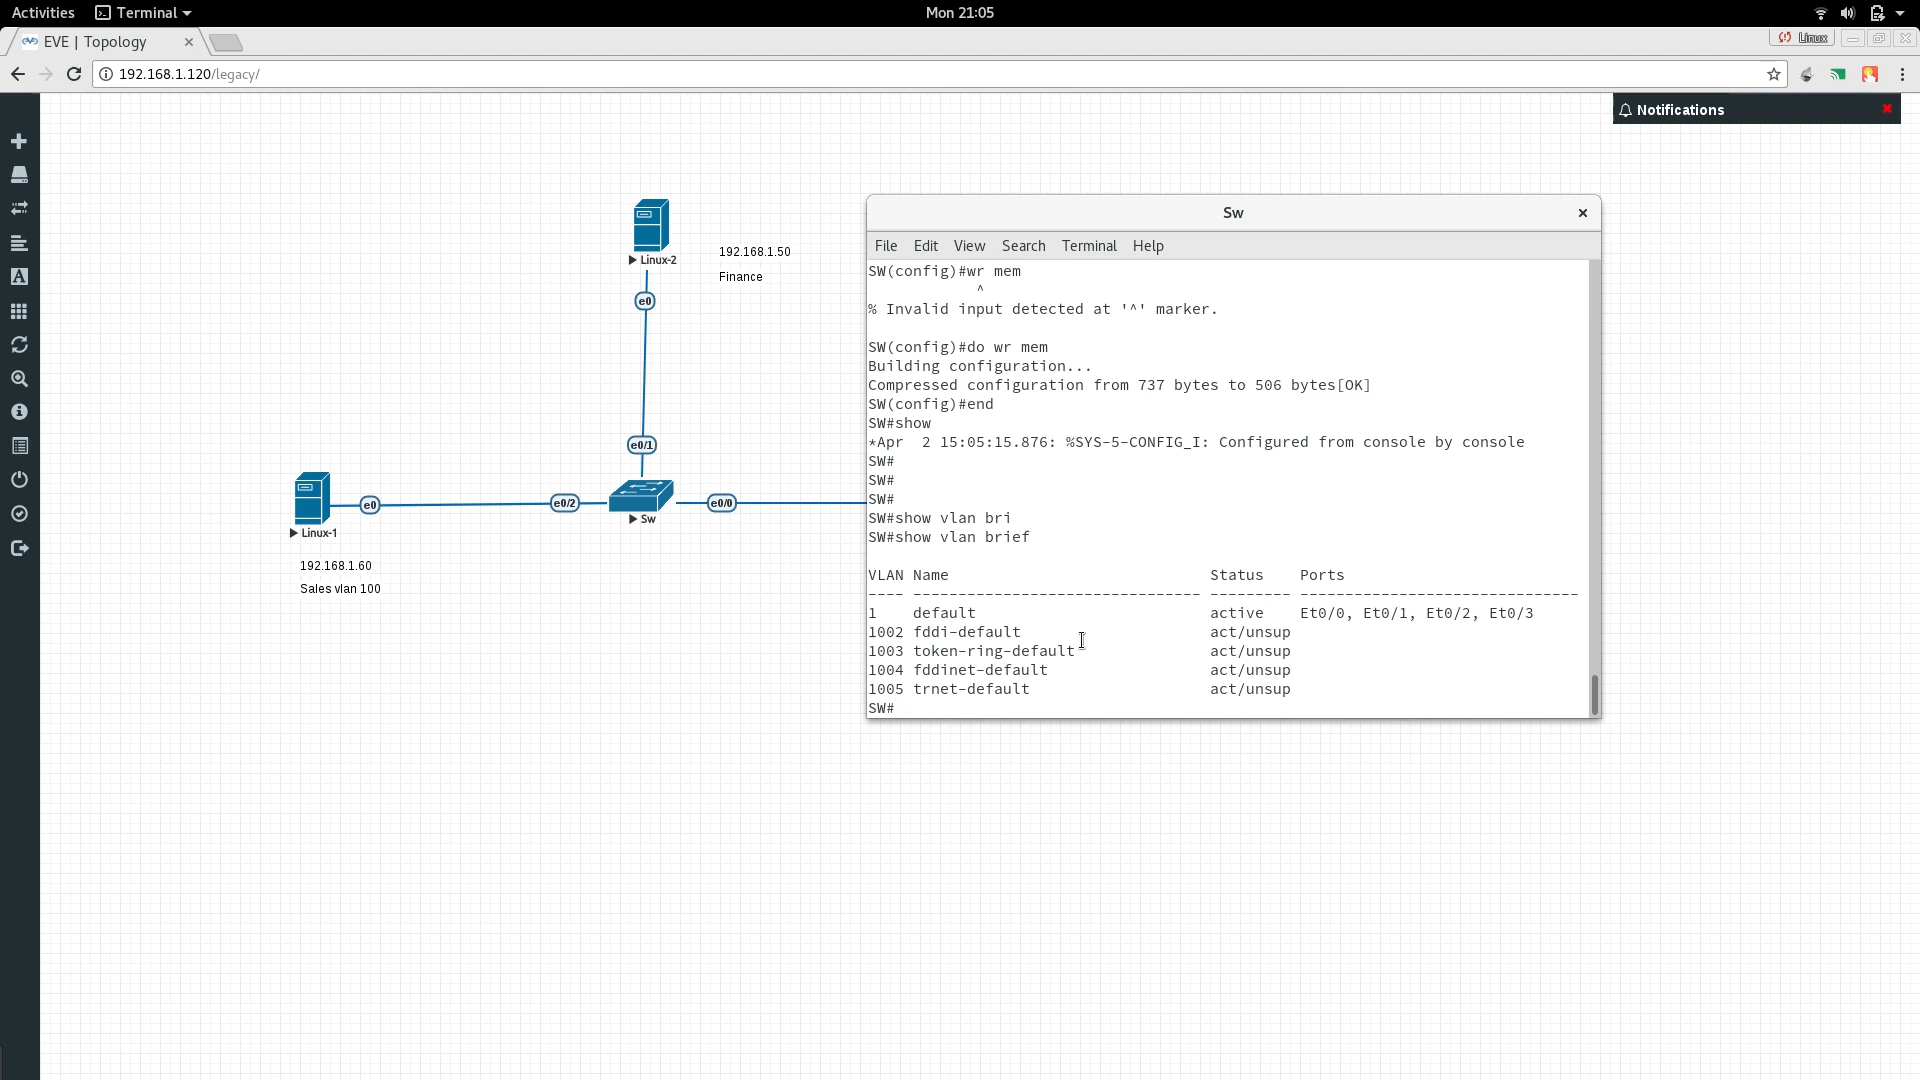 Activities Terminal Mon 21:05
EVE | Topology
Linux
192.168.1.120/legacy/
Notifications
Linux-2
192.168.1.50
Finance
e0
e0/1
e0
e0/2
e0/0
Sw
Linux-1
192.168.1.60
Sales vlan 100
Sw
File Edit View Search Terminal Help
SW(config)#wr mem
^
% Invalid input detected at '^' marker.
SW(config)#do wr mem
Building configuration...
Compressed configuration from 737 bytes to 506 bytes[OK]
SW(config)#end
SW#show
*Apr  2 15:05:15.876: %SYS-5-CONFIG_I: Configured from console by console
SW#
SW#
SW#
SW#show vlan bri
SW#show vlan brief
VLAN Name                             Status    Ports
---- -------------------------------- --------- -------------------------------
1    default                          active    Et0/0, Et0/1, Et0/2, Et0/3
1002 fddi-default                     act/unsup
1003 token-ring-default               act/unsup
1004 fddinet-default                  act/unsup
1005 trnet-default                    act/unsup
SW#